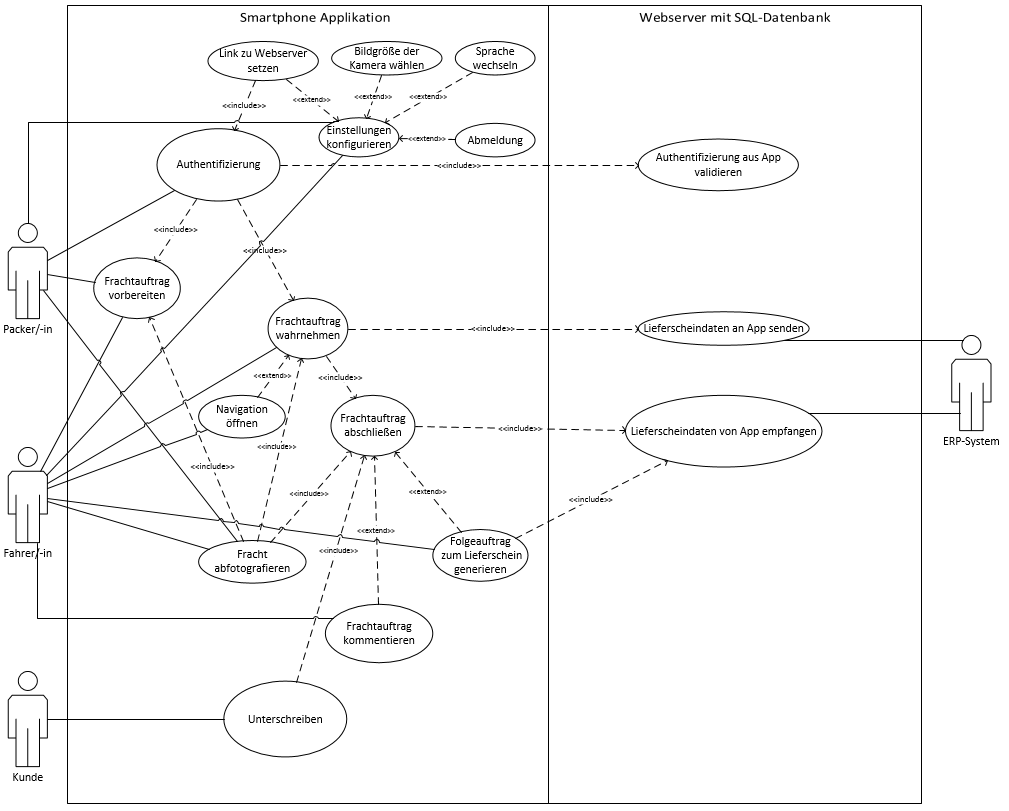 Smartphone Applikation
Webserver mit SQL-Datenbank
Link zu Webserver
setzen
Bildgröße der
Kamera wählen
Sprache
wechseln
<<include>>
<<extend>>
<<extend>>
<<extend>>
Einstellungen
konfigurieren
<<extend>>
Abmeldung
Authentifizierung
<<include>>
Authentifizierung aus App
validieren
<<include>>
<<include>>
Packer/-in
Frachtauftrag
vorbereiten
Frachtauftrag
wahrnehmen
<<include>>
Lieferscheindaten an App senden
<<extend>>
<<include>>
ERP-System
Navigation
öffnen
Frachtauftrag
abschließen
<<include>>
Lieferscheindaten von App empfangen
<<include>>
<<include>>
<<include>>
<<extend>>
<<include>>
<<extend>>
<<include>>
Fahrer/-in
Fracht
abfotografieren
Folgeauftrag
zum Lieferschein
generieren
Frachtauftrag
kommentieren
Unterschreiben
Kunde